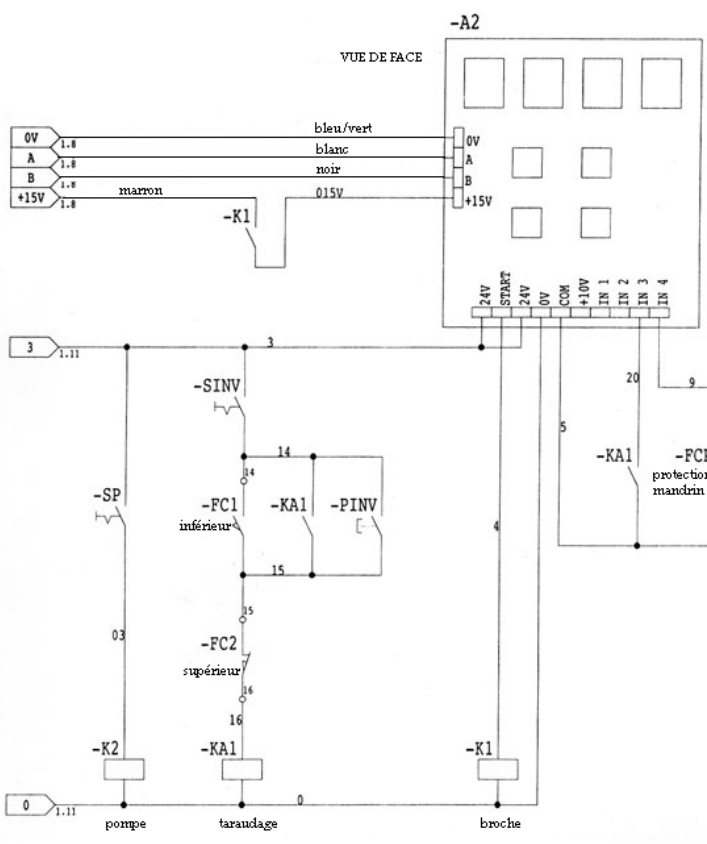 -A2
VUE DE FACE
bleu/vert
0V
1.8
0V
blanc
A
1.8
A
noir
B
1.8
B
marron
015V
+15V
1.8
+15V
-K1
24V
START
24V
0V
COM
+10V
IN 1
IN 2
IN 3
IN 4
3
1.11
3
20
9
-SINV
5
14
-KA1
-FC
14
protection
mandrin
-SP
-FC1
-KA1
-PINV
inférieur
4
15
15
03
-FC2
supérieur
16
16
-K2
-KA1
-K1
0
1.11
0
pompe
taraudage
broche